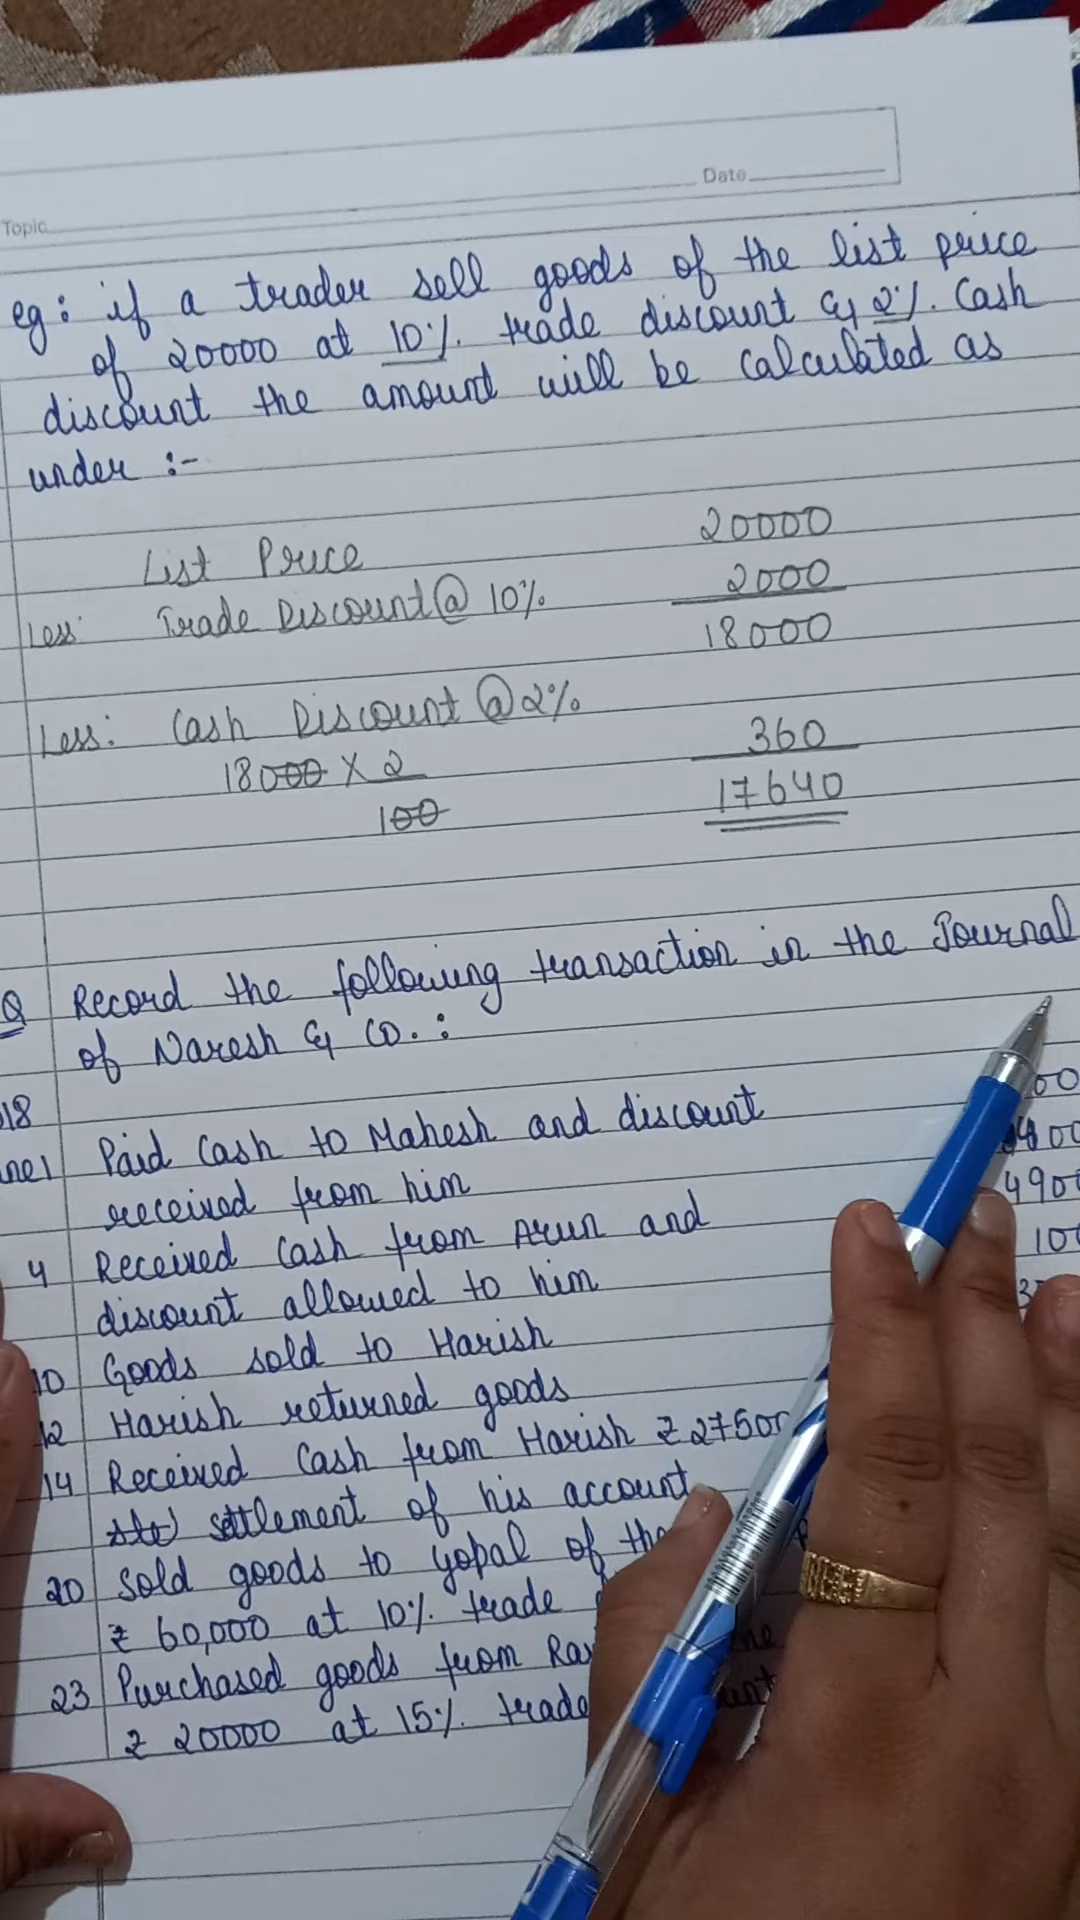 Date
Topic
eg: if a trader sell goods of the list price
of 20000 at 10%. trade discount & 2%. Cash
discount the amount will be calculated as
under :-
List Price 20000
Less: Trade Discount @ 10% 2000
18000
Less: Cash Discount @ 2% 360
18000 X 2 17640
100
Q Record the following transaction in the Journal
of Naresh & CO. :
18
ne1 Paid Cash to Mahesh and discount
received from him
4900
4 Received Cash from Arun and
100
discount allowed to him
10 Goods sold to Harish
12 Harish returned goods
14 Received Cash from Harish ₹ 27500
settlement of his account
20 Sold goods to Gopal of the
₹ 60,000 at 10%. trade
23 Purchased goods from
₹ 20000 at 15%. trade